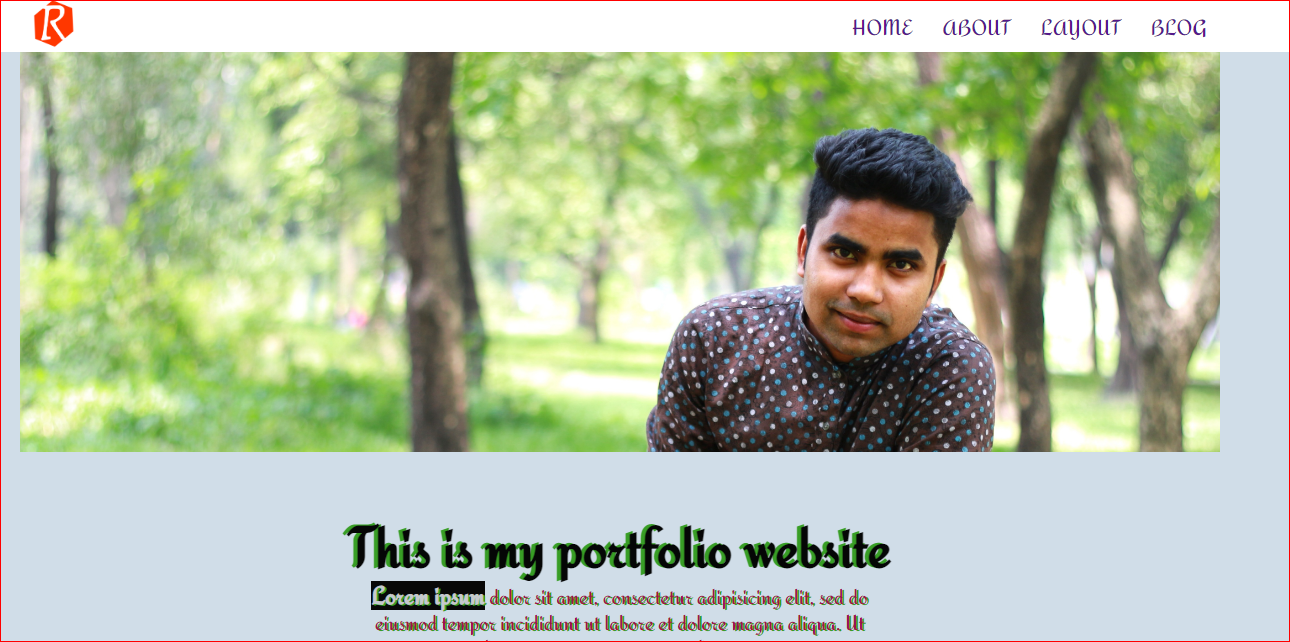 R
HOME ABOUT LAYOUT BLOG
This is my portfolio website
Lorem ipsum dolor sit amet, consectetur adipisicing elit, sed do
eiusmod tempor incididunt ut labore et dolore magna aliqua. Ut